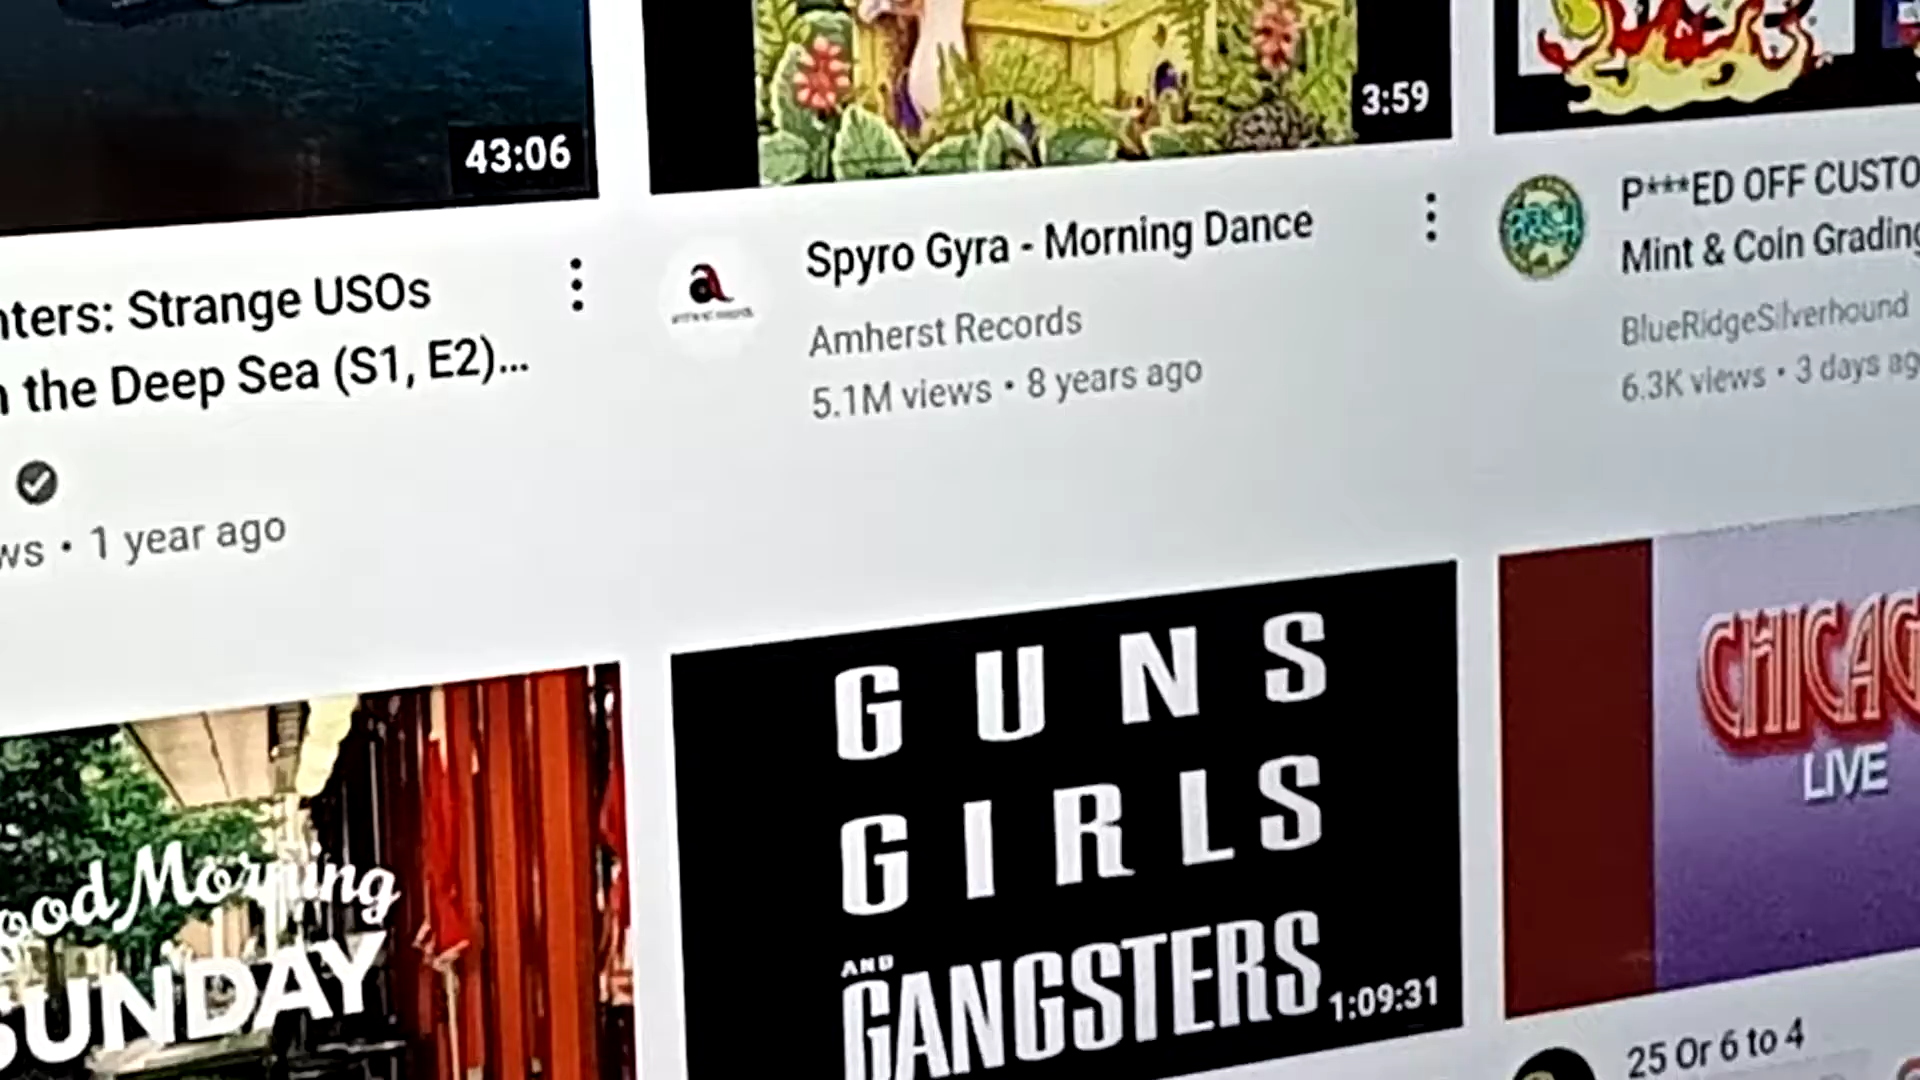 43:06
3:59
nters: Strange USOs
n the Deep Sea (S1, E2)...
ws • 1 year ago
Spyro Gyra - Morning Dance
Amherst Records
5.1M views • 8 years ago
P***ED OFF CUSTO
Mint & Coin Grading
BlueRidgeSilverhound
6.3K views • 3 days ag
ood Morning
SUNDAY
GUNS
GIRLS
AND
GANGSTERS
1:09:31
CHICAG
LIVE
25 Or 6 to 4